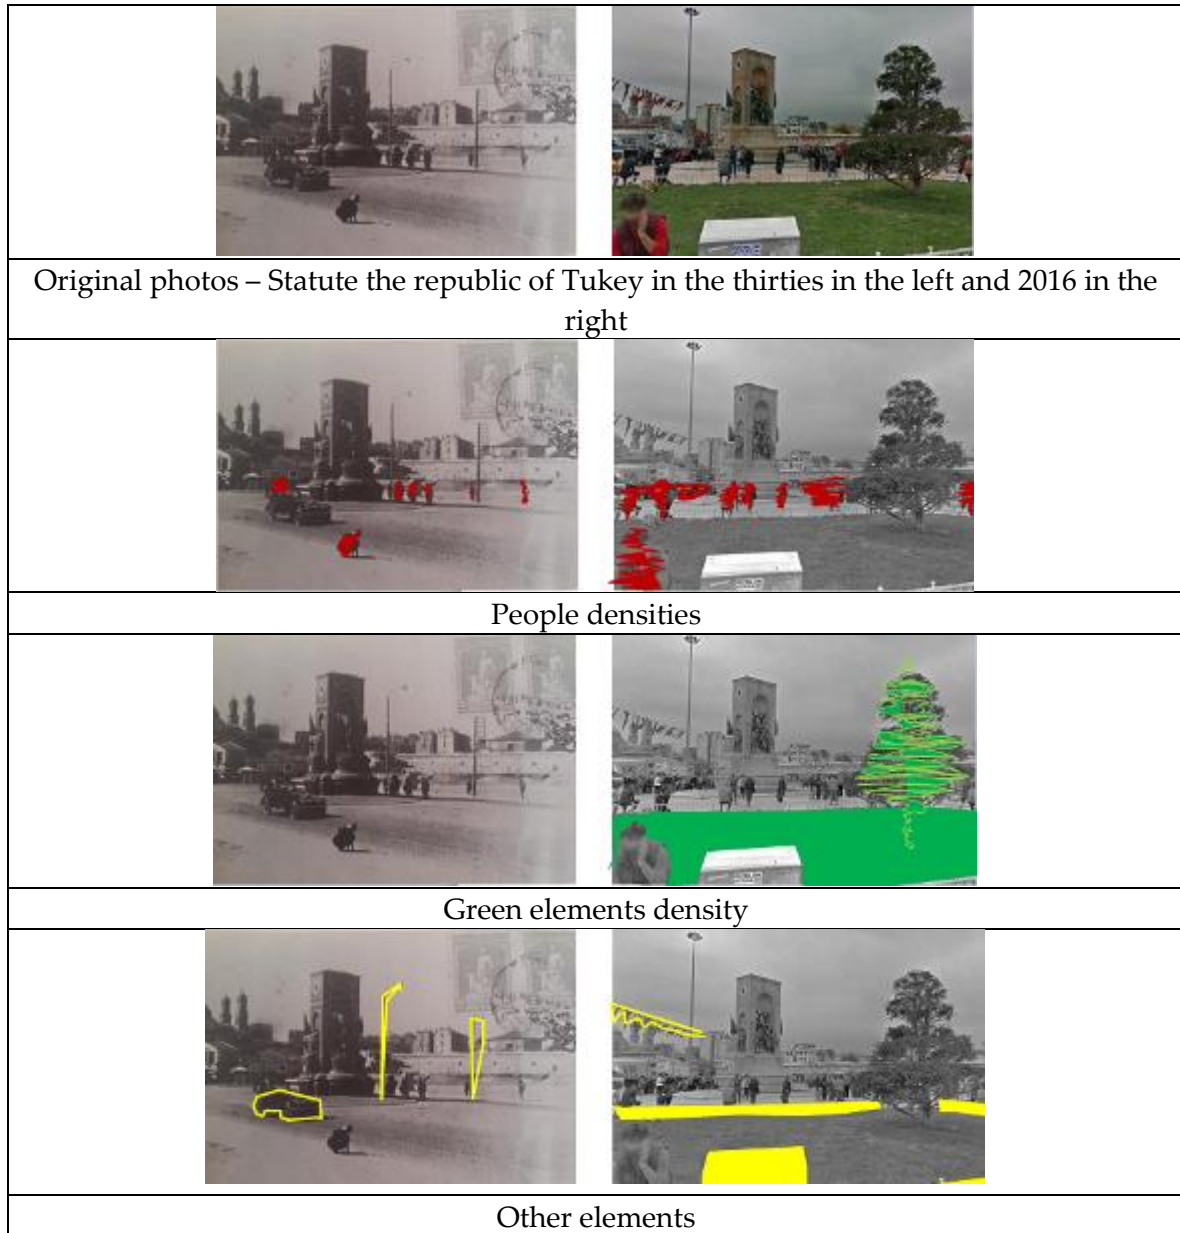 Original photos – Statute the republic of Tukey in the thirties in the left and 2016 in the
right
People densities
Green elements density
Other elements